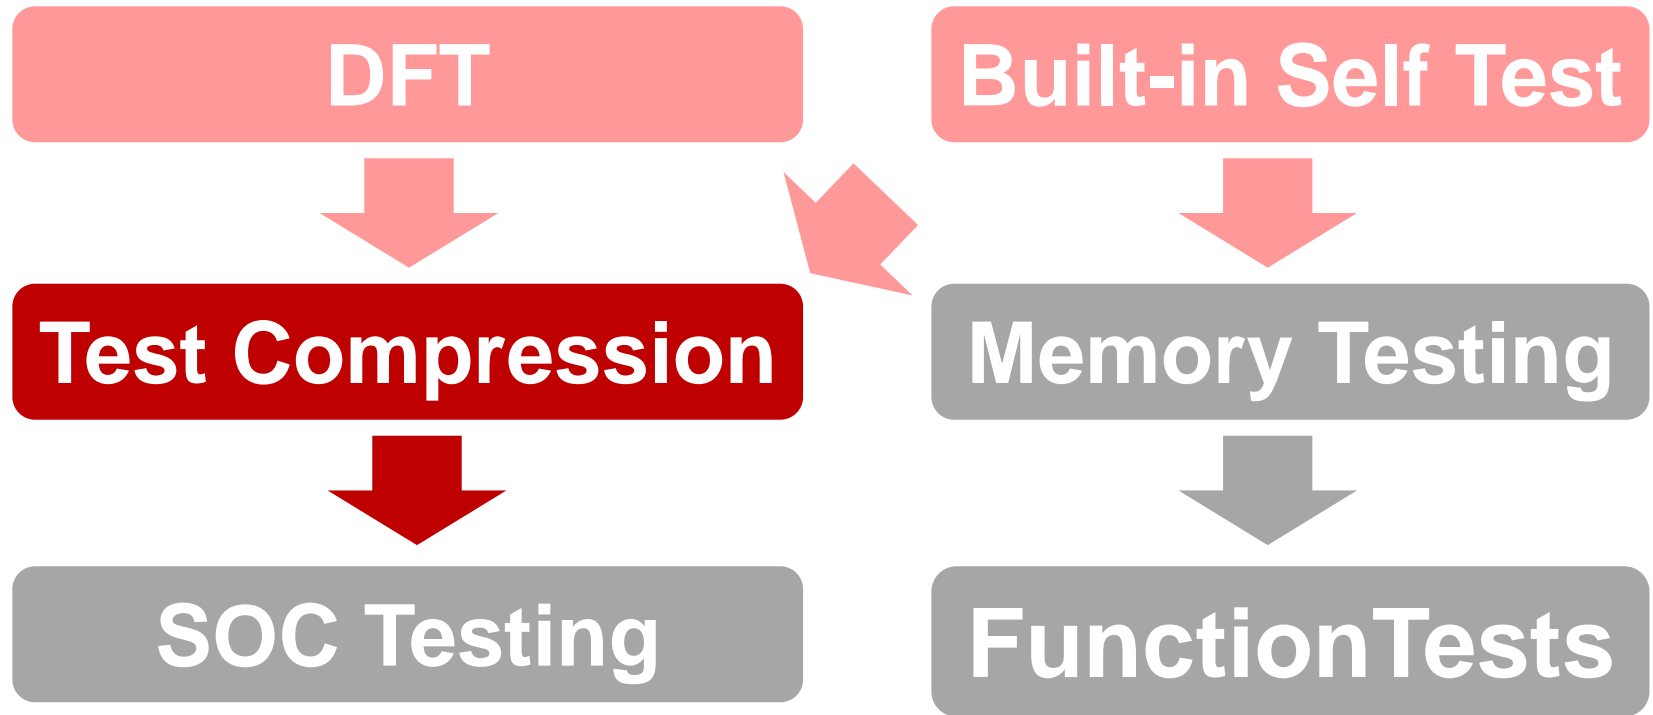 DFT
Built-in Self Test
Test Compression
Memory Testing
SOC Testing
FunctionTests